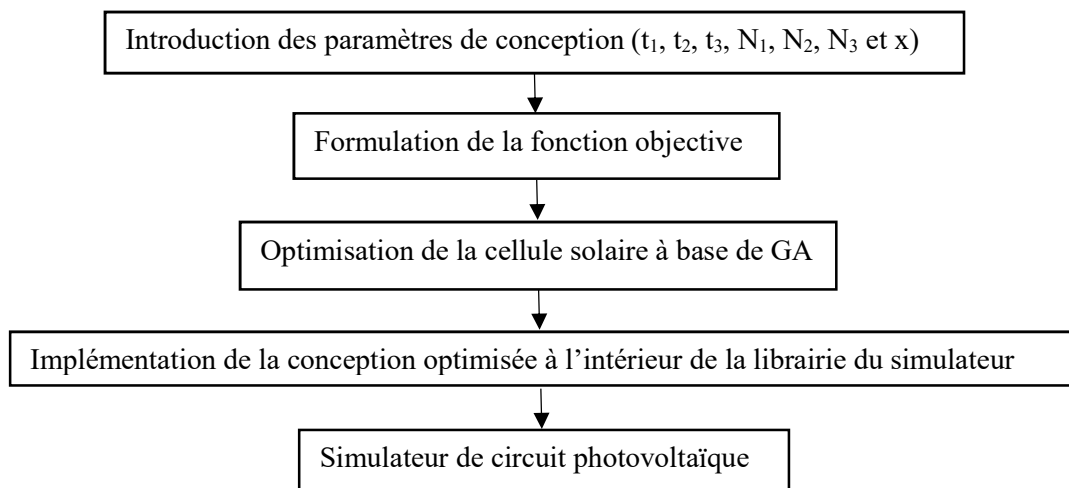 Introduction des paramètres de conception (t₁, t₂, t₃, N₁, N₂, N₃ et x)
Formulation de la fonction objective
Optimisation de la cellule solaire à base de GA
Implémentation de la conception optimisée à l’intérieur de la librairie du simulateur
Simulateur de circuit photovoltaïque